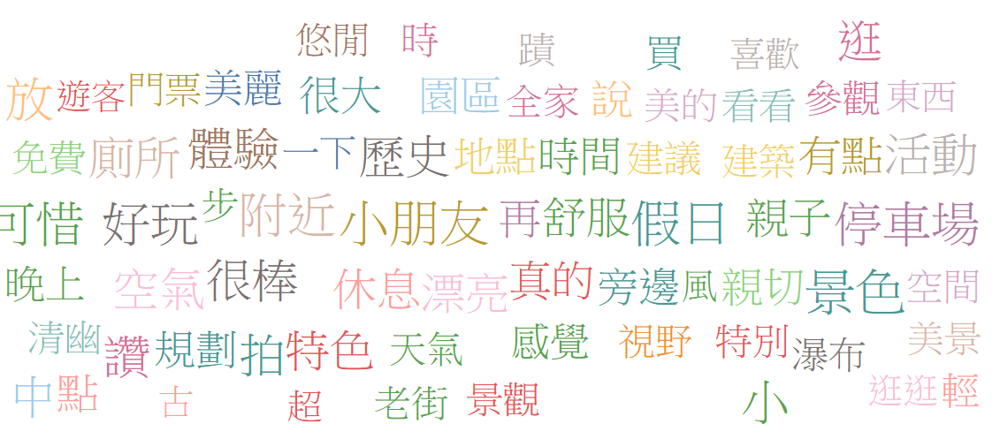 悠閒 時 蹟 買 喜歡 逛
放 遊客 門票 美麗 很大 園區 全家 說 美的 看看 參觀 東西
免費 廁所 體驗 一下 歷史 地點 時間 建議 建築 有點 活動
可惜 好玩 步 附近 小朋友 再 舒服 假日 親子 停車場
晚上 空氣 很棒 休息 漂亮 真的 旁邊 風 親切 景色 空間
清幽 讚 規劃 拍 特色 天氣 感覺 視野 特別 瀑布 美景
中 點 古 超 老街 景觀 小 逛逛 輕